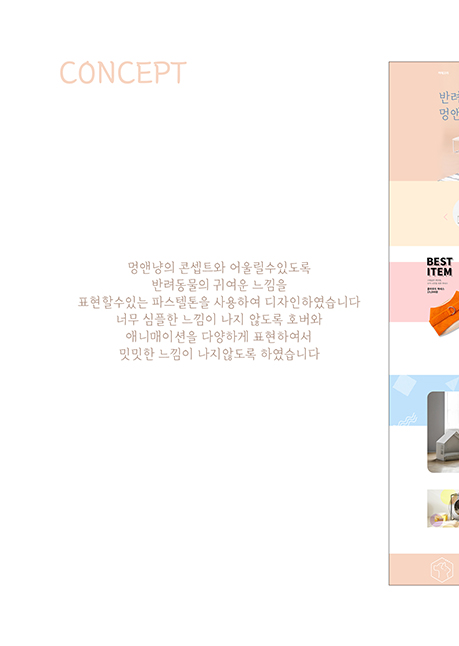 CONCEPT
멍앤냥의 콘셉트와 어울릴수있도록
반려동물의 귀여운 느낌을
표현할수있는 파스텔톤을 사용하여 디자인하였습니다
너무 심플한 느낌이 나지 않도록 호버와
애니매이션을 다양하게 표현하여서
밋밋한 느낌이 나지않도록 하였습니다
반려
멍앤
BEST
ITEM